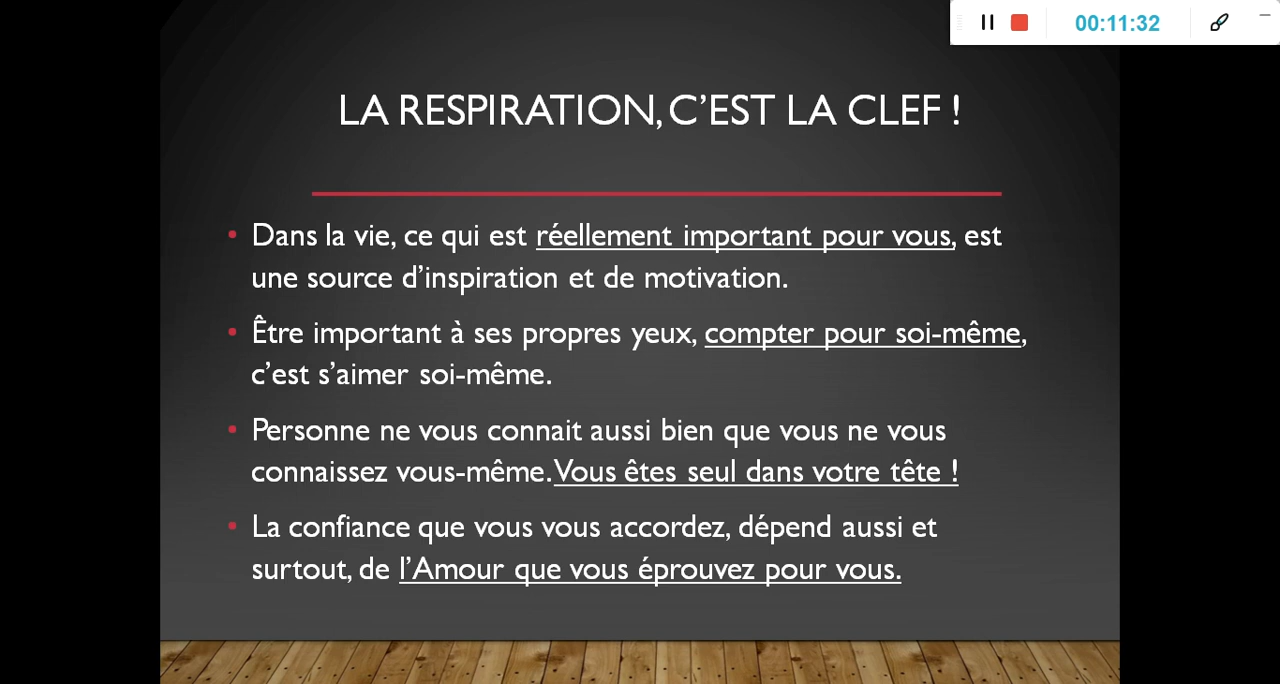 00:11:32
LA RESPIRATION, C’EST LA CLEF !
• Dans la vie, ce qui est réellement important pour vous, est
une source d’inspiration et de motivation.
• Être important à ses propres yeux, compter pour soi-même,
c’est s’aimer soi-même.
• Personne ne vous connait aussi bien que vous ne vous
connaissez vous-même. Vous êtes seul dans votre tête !
• La confiance que vous vous accordez, dépend aussi et
surtout, de l’Amour que vous éprouvez pour vous.